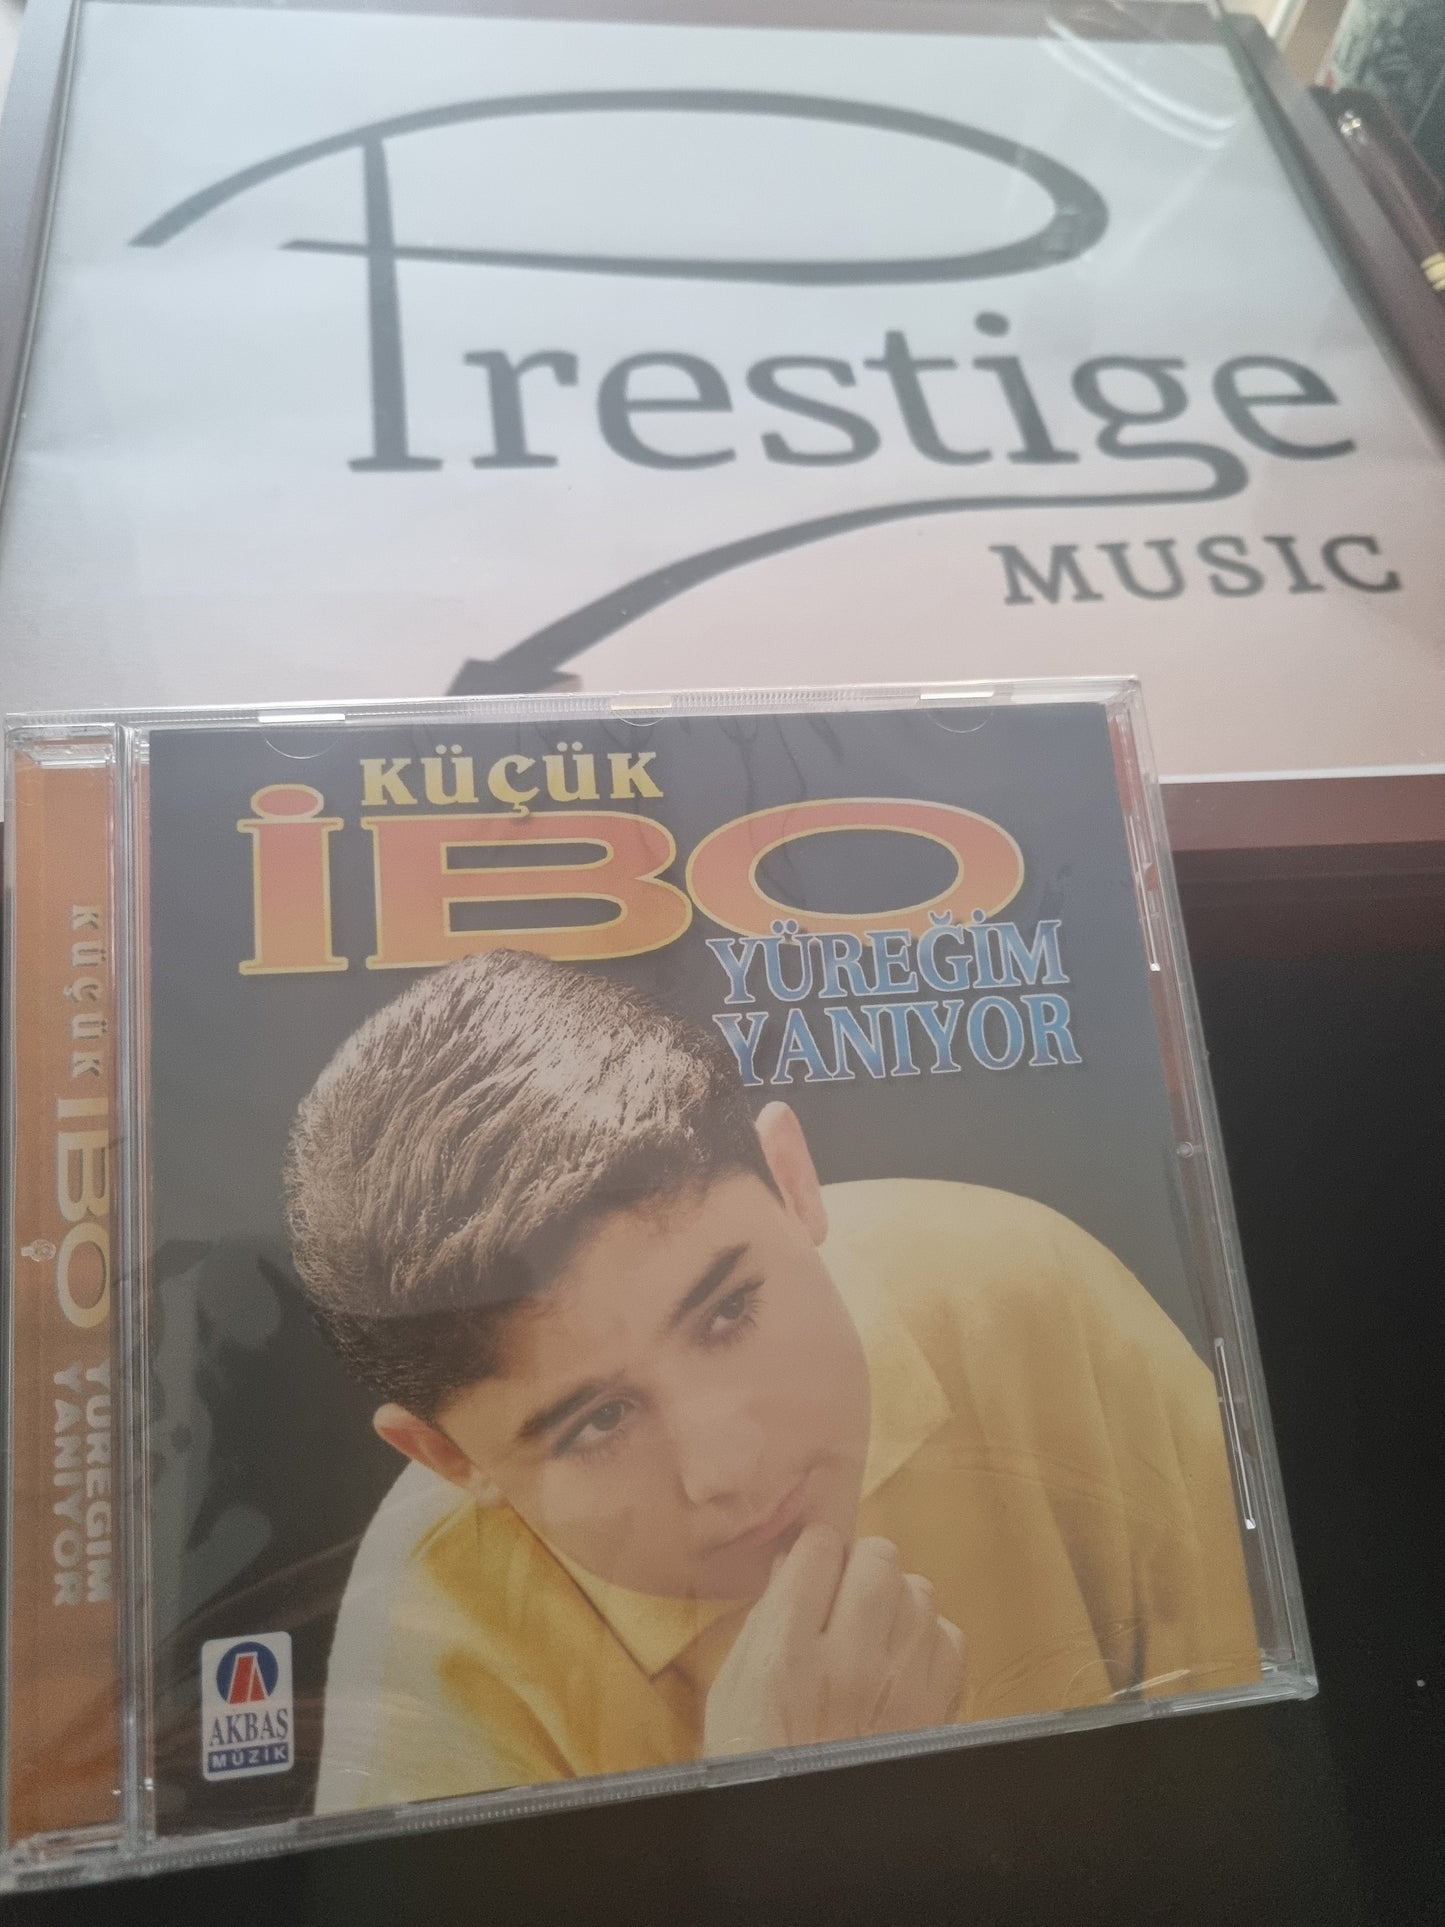 Prestige
MUSIC
KÜÇÜK
İBO
YÜREĞİM
YANIYOR
KÜÇÜK İBO YÜREĞİM
YANIYOR
AKBAŞ
MÜZİK